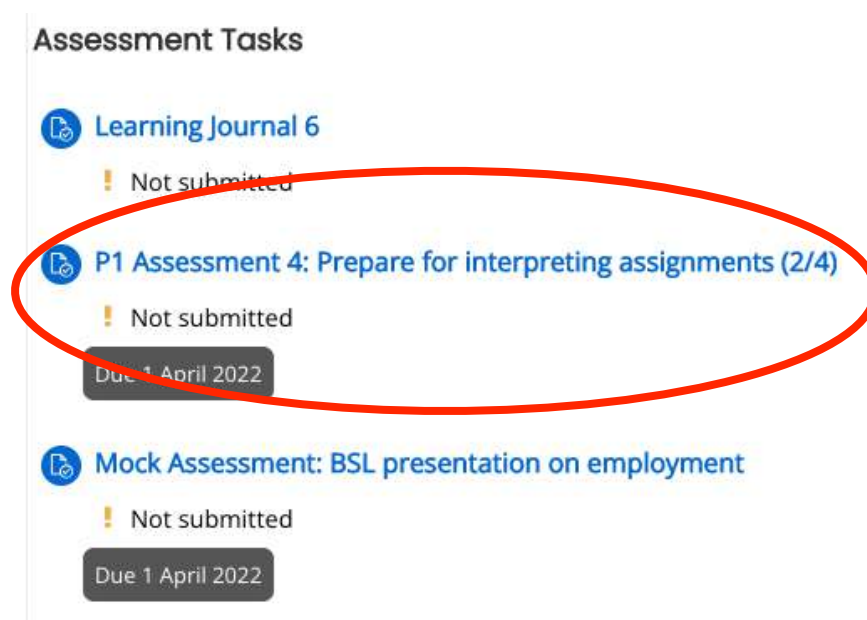 Assessment Tasks
Learning Journal 6
! Not submitted
P1 Assessment 4: Prepare for interpreting assignments (2/4)
! Not submitted
Due 1 April 2022
Mock Assessment: BSL presentation on employment
! Not submitted
Due 1 April 2022